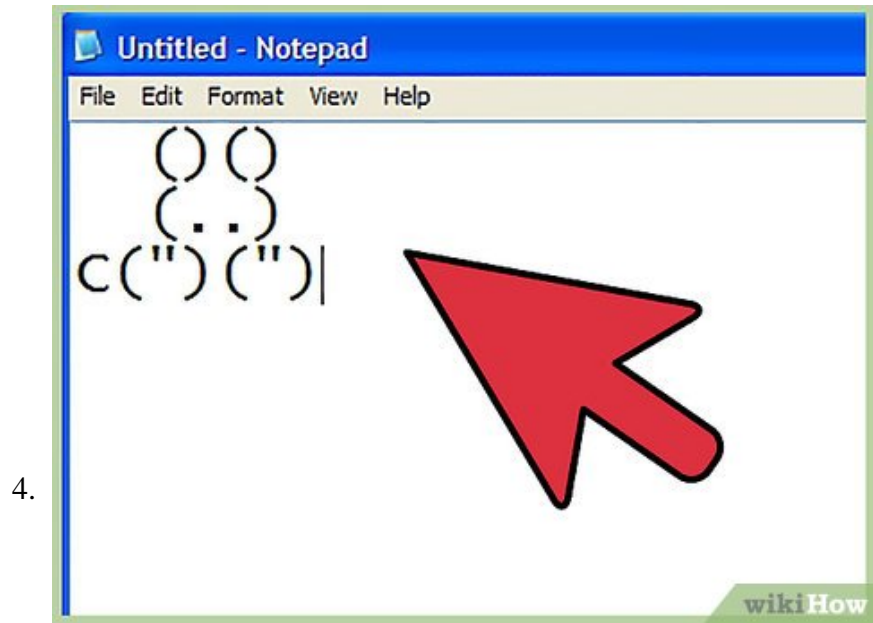 Untitled - Notepad
File Edit Format View Help
()()
(..)
c(")(")
4.
wikiHow